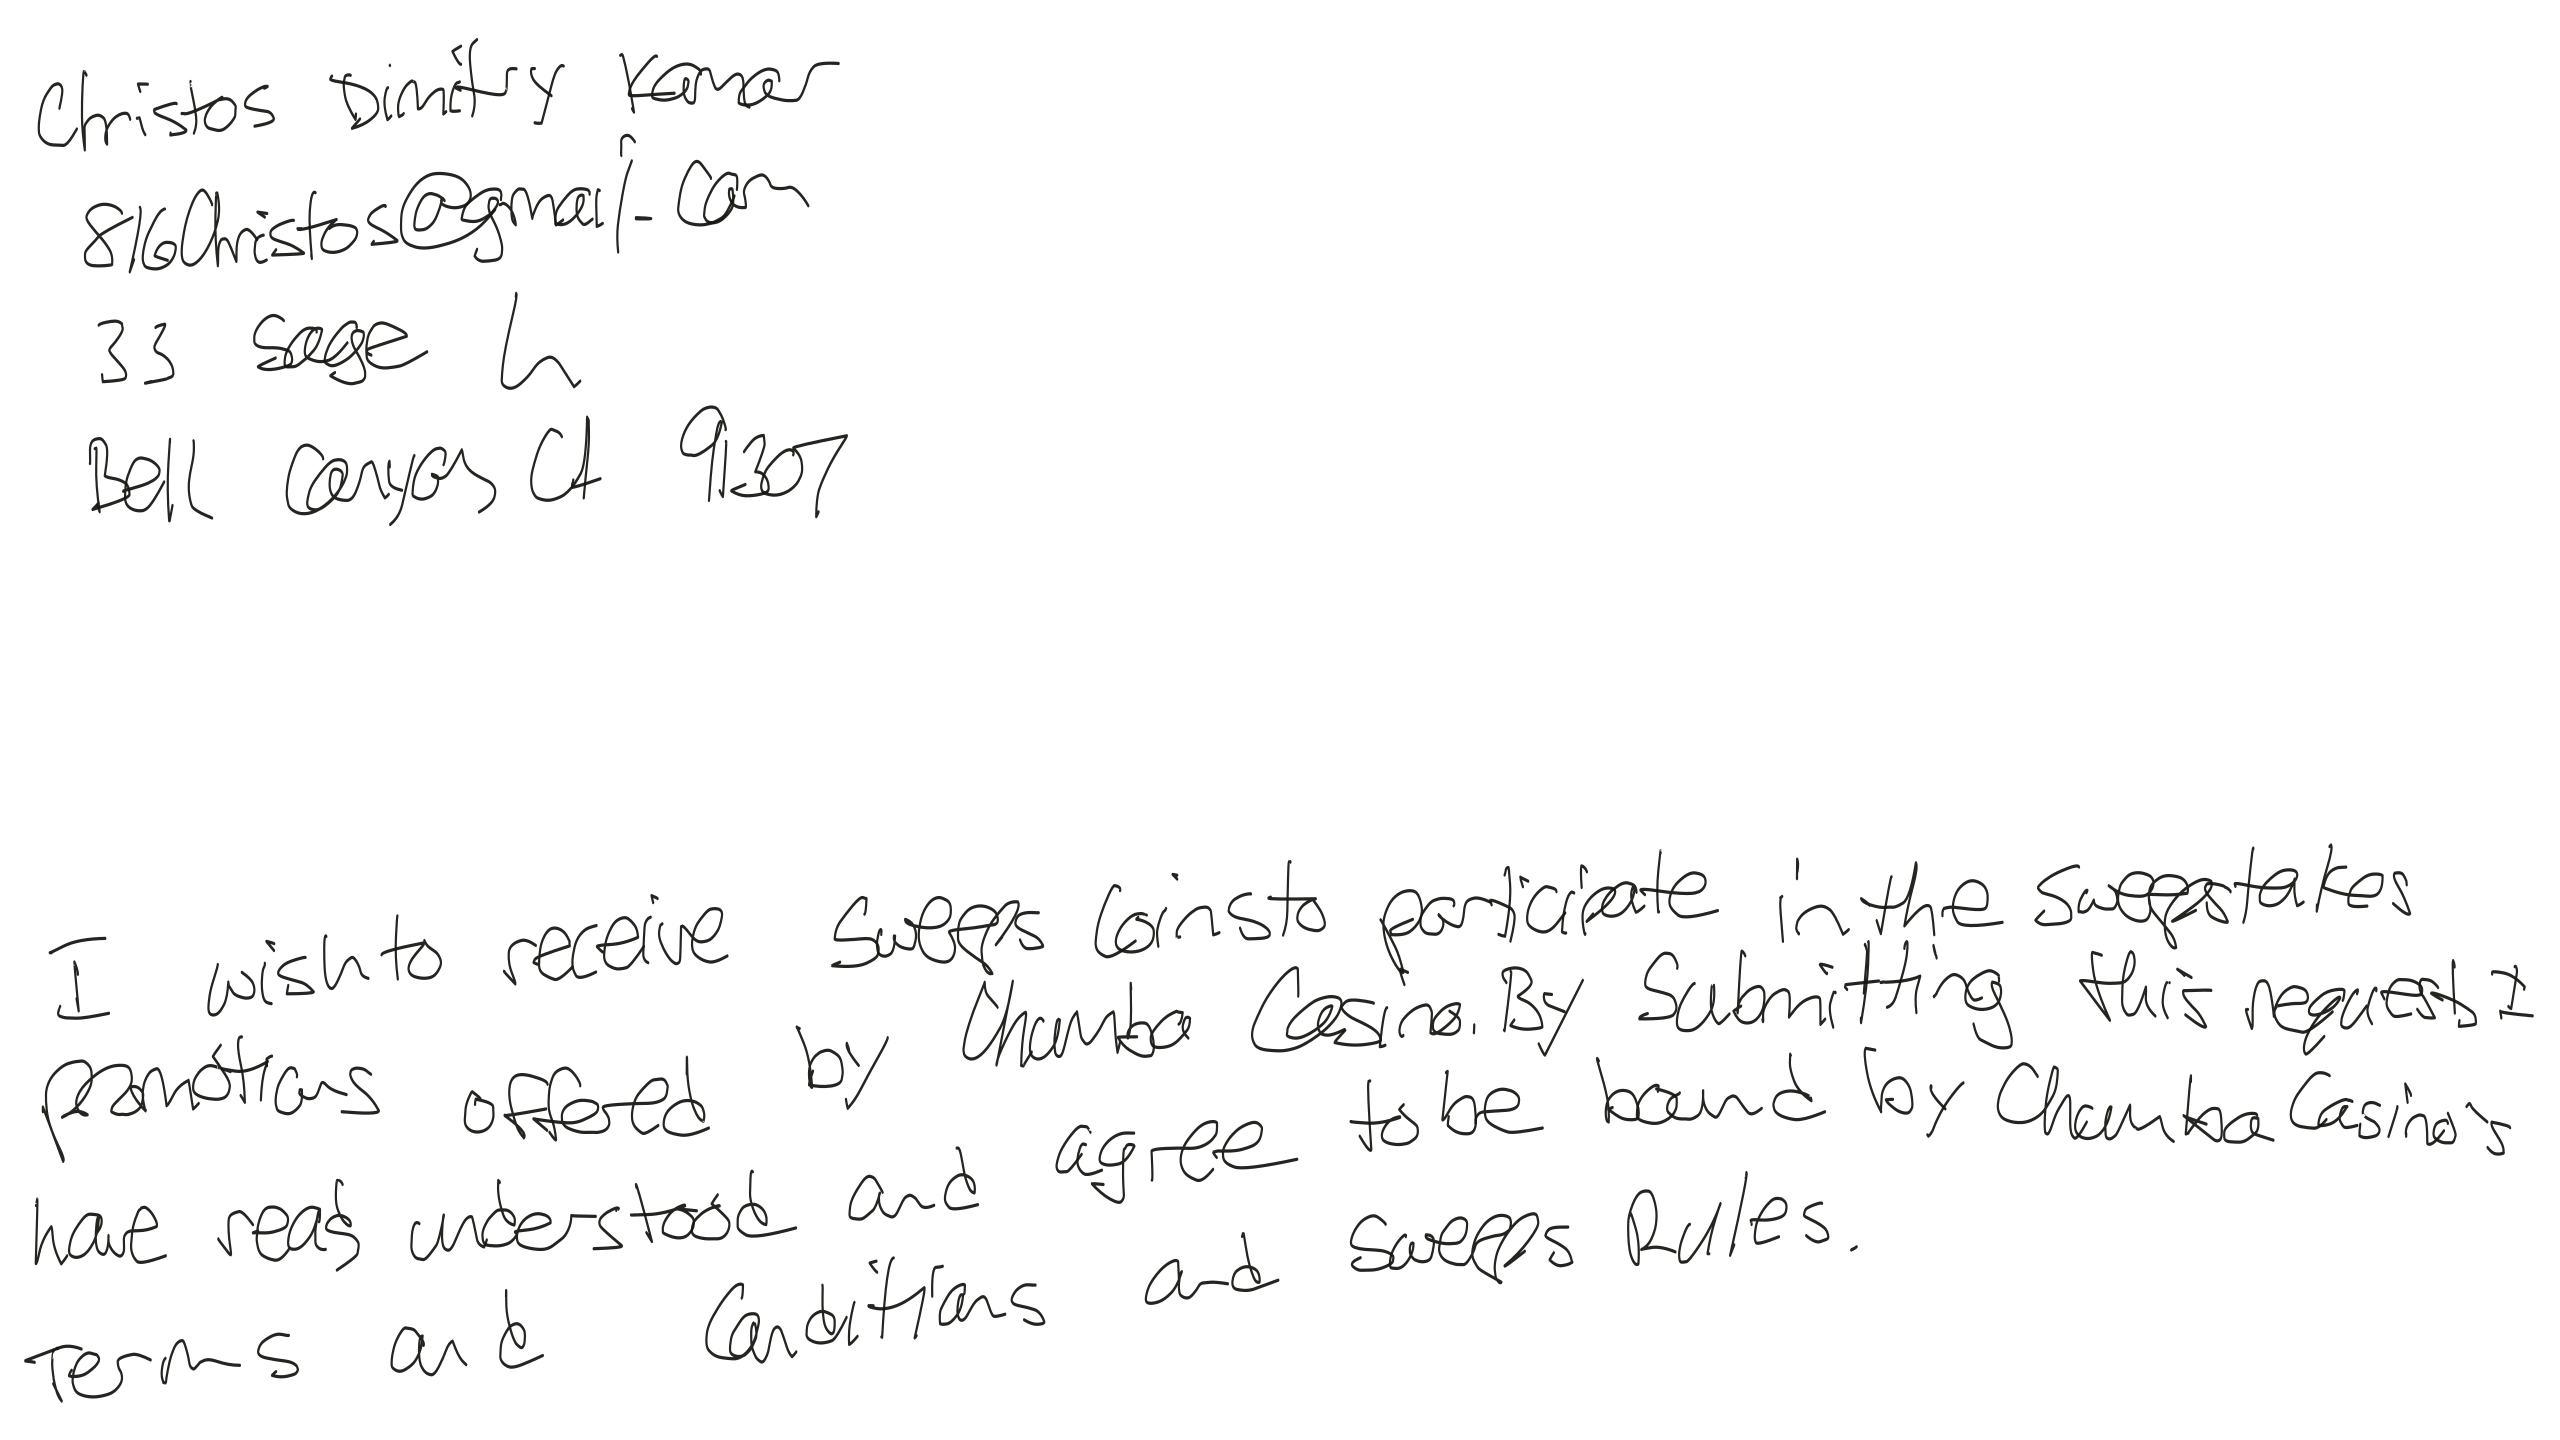 Christos Dimitry Kamar
816Christos@gmail.com
33 sage Ln
Bell canyon CA 91307
I wish to receive Sweeps Coins to participate in the sweepstakes
promotions offered by Chumba Casino. By Submitting this request I
have read understood and agree to be bound by Chumba Casino's
Terms and Conditions and Sweeps Rules.